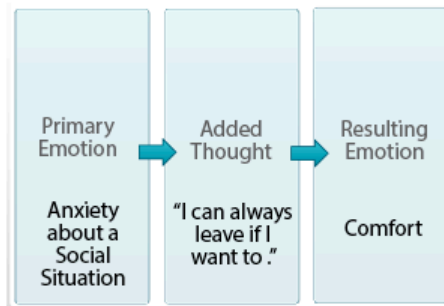 Primary
Emotion
Anxiety
about a
Social
Situation
Added
Thought
“I can always
leave if I
want to .”
Resulting
Emotion
Comfort